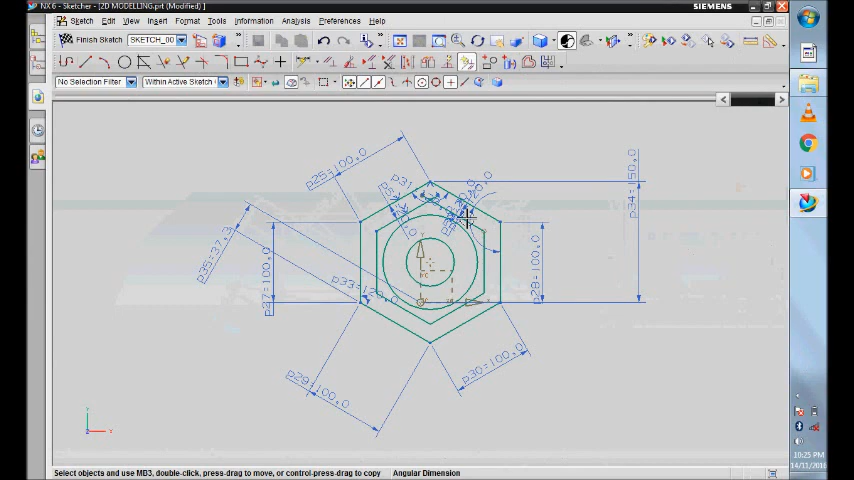 NX 6 - Sketcher - [2D MODELLING.prt (Modified) ]
SIEMENS
Sketch Edit View Insert Format Tools Information Analysis Preferences Help
Finish Sketch SKETCH_00
No Selection Filter Within Active Sketch
p25=100.0
p31
p34=150.0
p35=37.3
p27=100.0
p33=120.0
p28=100.0
p29=100.0
p30=100.0
Select objects and use MB3, double-click, press-drag to move, or control-press-drag to copy
Angular Dimension
10:25 PM
14/11/2016